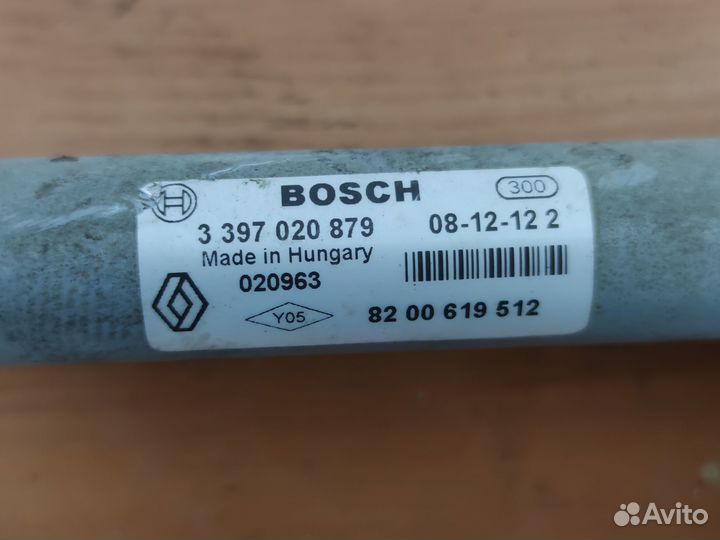 BOSCH
300
3 397 020 879
08-12-12 2
Made in Hungary
020963
Y05
82 00 619 512
Avito